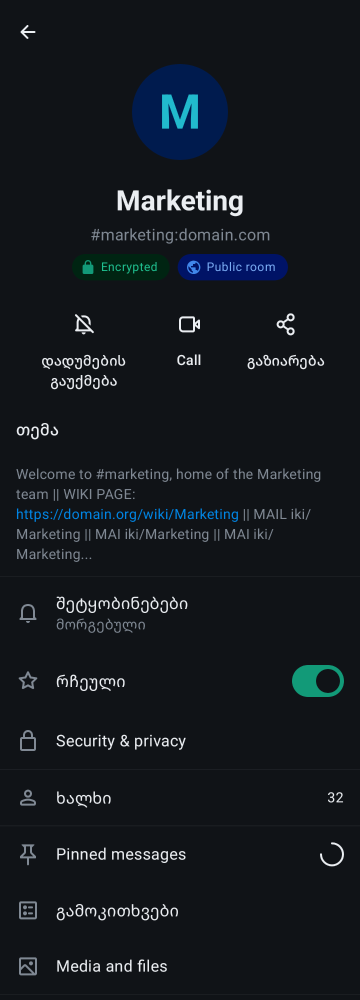 M
Marketing
#marketing:domain.com
Encrypted
Public room
დადუმების
გაუქმება
Call
გაზიარება
თემა
Welcome to #marketing, home of the Marketing
team || WIKI PAGE:
https://domain.org/wiki/Marketing || MAIL iki/
Marketing || MAI iki/Marketing || MAI iki/
Marketing...
შეტყობინებები
მორგებული
რჩეული
Security & privacy
ხალხი
32
Pinned messages
გამოკითხვები
Media and files